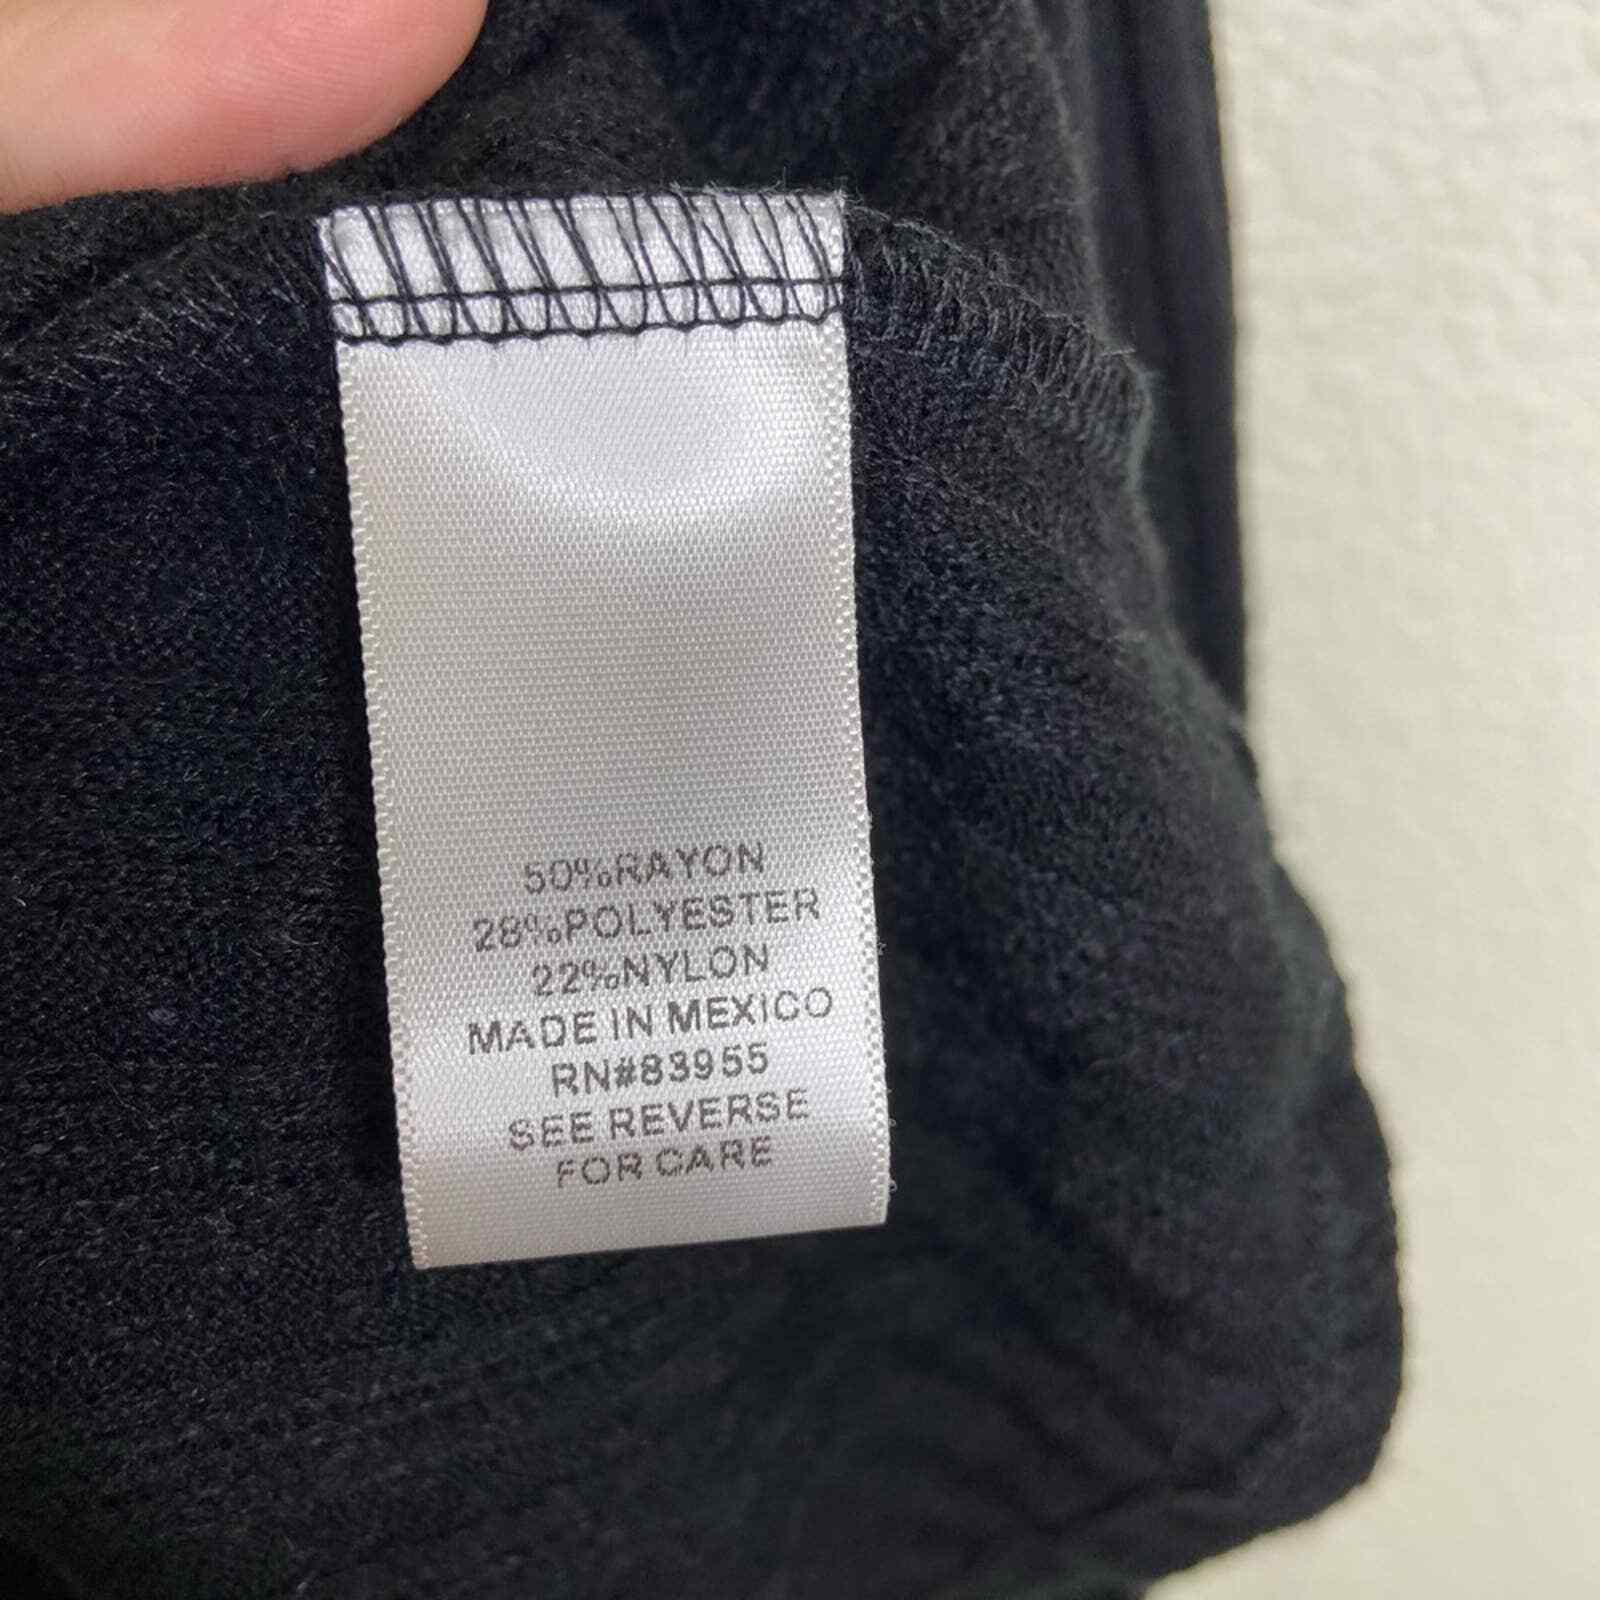 50%RAYON
28%POLYESTER
22%NYLON
MADE IN MEXICO
RN#83955
SEE REVERSE
FOR CARE